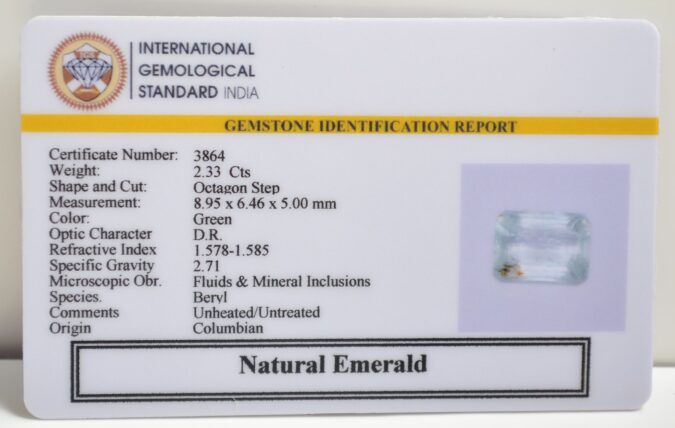 INTERNATIONAL
GEMOLOGICAL
STANDARD INDIA
GEMSTONE IDENTIFICATION REPORT
Certificate Number: 3864
Weight: 2.33 Cts
Shape and Cut: Octagon Step
Measurement: 8.95 x 6.46 x 5.00 mm
Color: Green
Optic Character D.R.
Refractive Index 1.578-1.585
Specific Gravity 2.71
Microscopic Obr. Fluids & Mineral Inclusions
Species. Beryl
Comments Unheated/Untreated
Origin Columbian
Natural Emerald